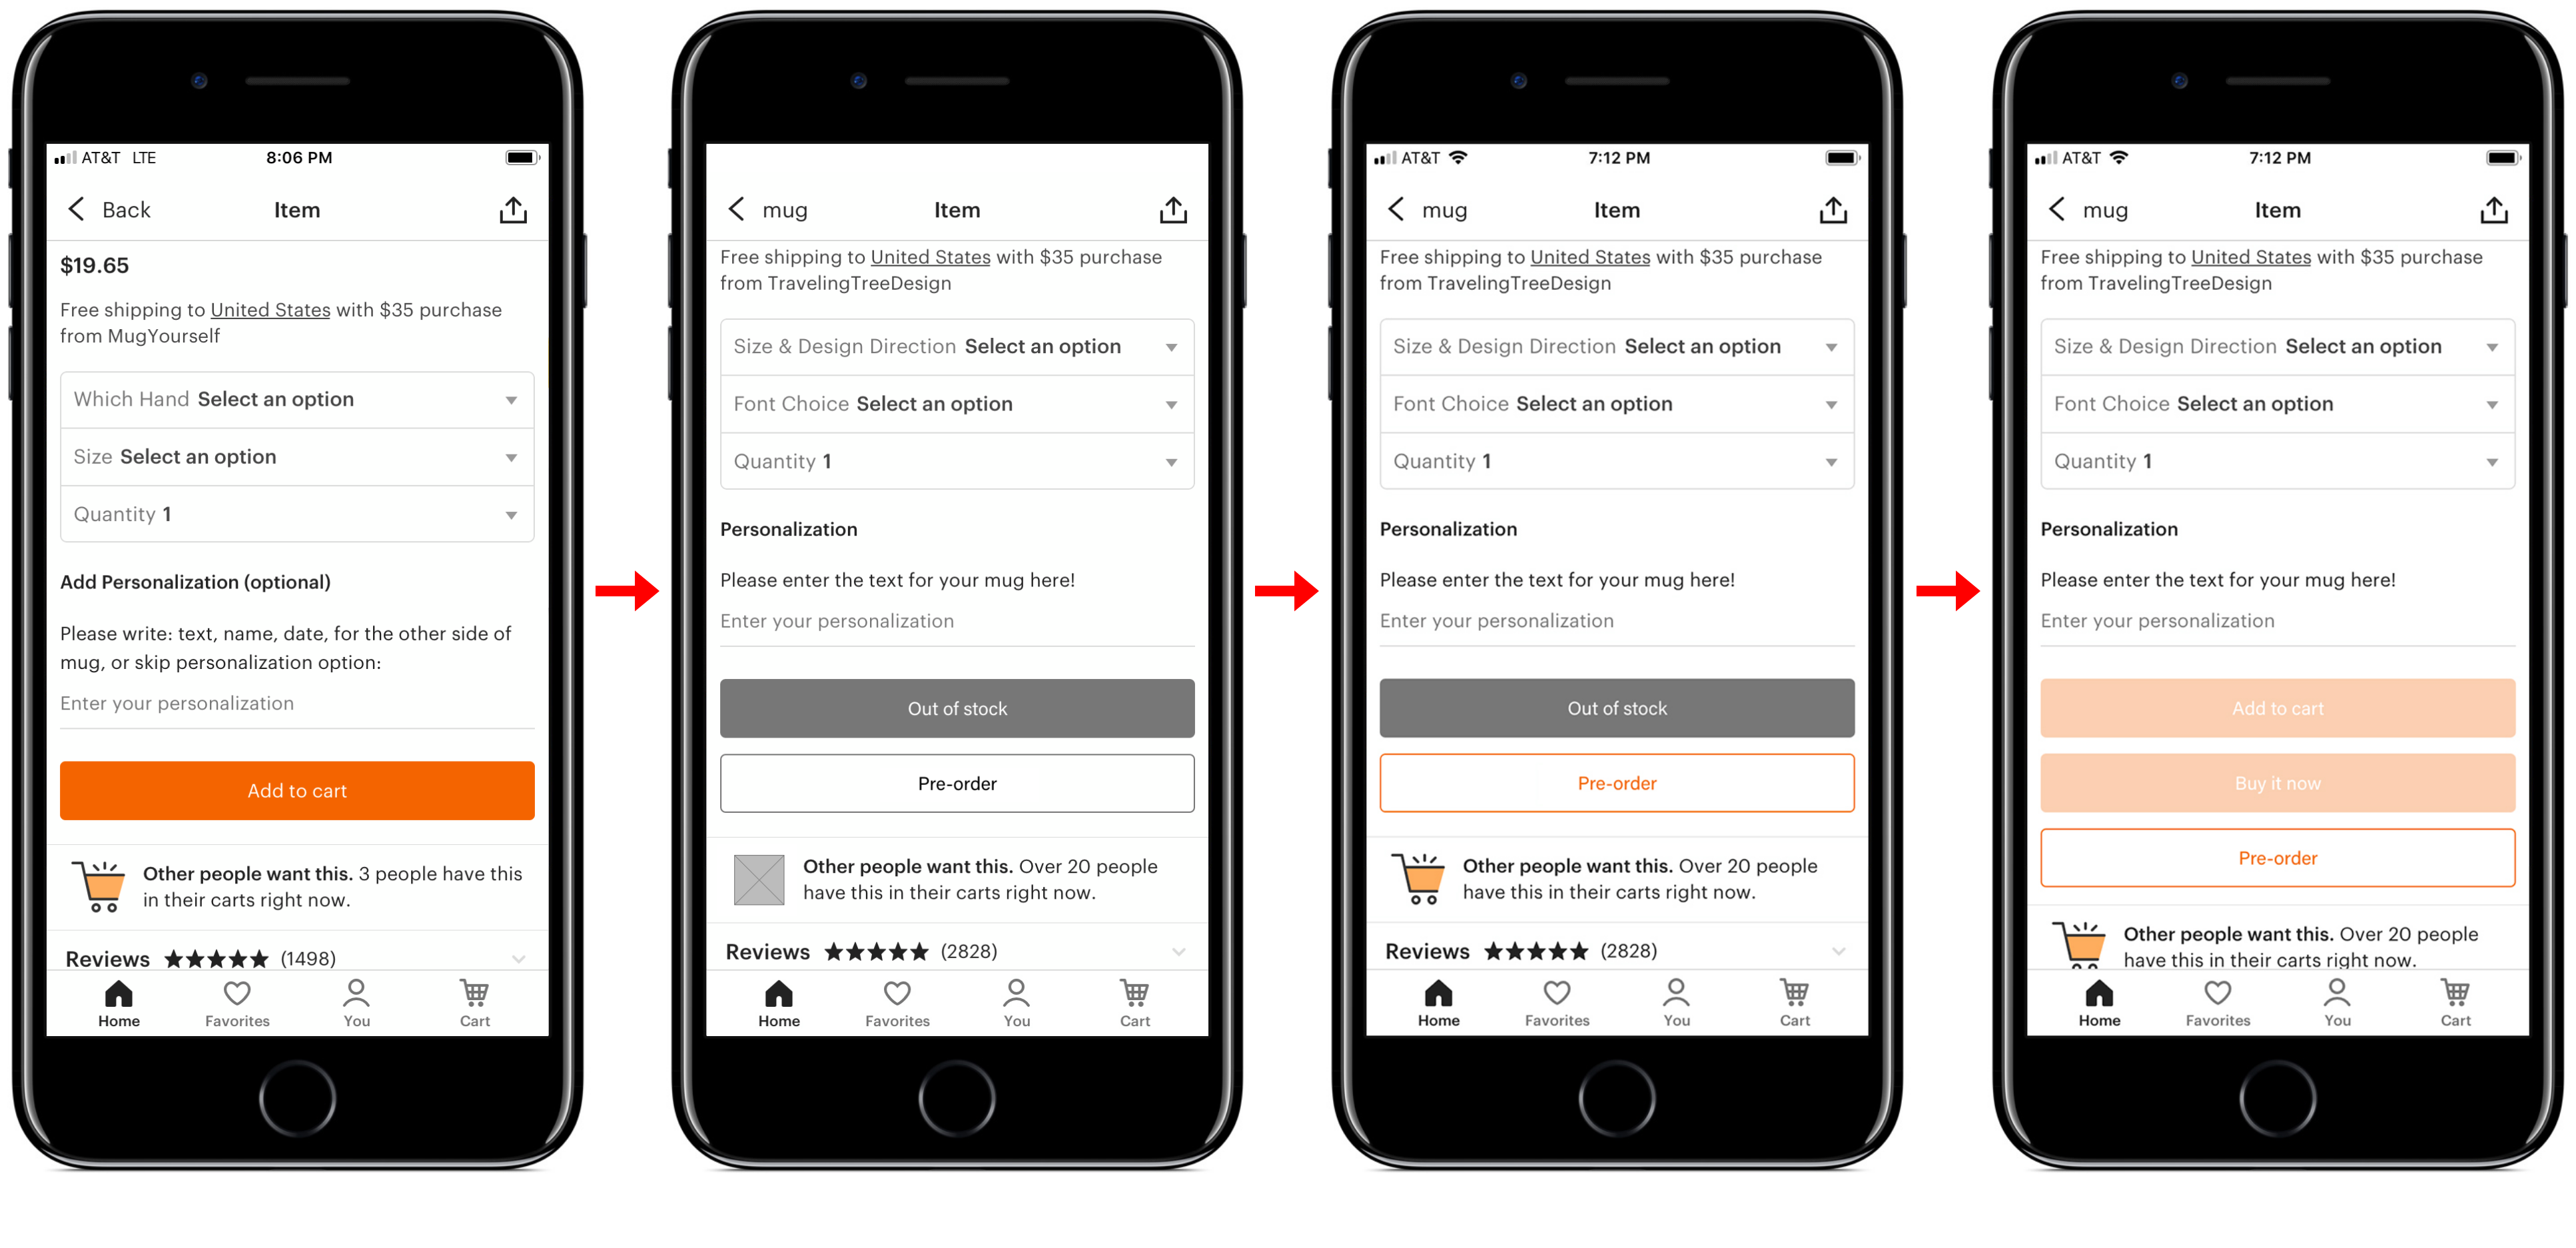 AT&T LTE 8:06 PM
Back Item
$19.65
Free shipping to United States with $35 purchase
from MugYourself
Which Hand Select an option
Size Select an option
Quantity 1
Add Personalization (optional)
Please write: text, name, date, for the other side of
mug, or skip personalization option:
Enter your personalization
Add to cart
Other people want this. 3 people have this
in their carts right now.
Reviews ★★★★★ (1498)
Home Favorites You Cart
mug Item
Free shipping to United States with $35 purchase
from TravelingTreeDesign
Size & Design Direction Select an option
Font Choice Select an option
Quantity 1
Personalization
Please enter the text for your mug here!
Enter your personalization
Out of stock
Pre-order
Other people want this. Over 20 people
have this in their carts right now.
Reviews ★★★★★ (2828)
Home Favorites You Cart
AT&T 7:12 PM
mug Item
Free shipping to United States with $35 purchase
from TravelingTreeDesign
Size & Design Direction Select an option
Font Choice Select an option
Quantity 1
Personalization
Please enter the text for your mug here!
Enter your personalization
Out of stock
Pre-order
Other people want this. Over 20 people
have this in their carts right now.
Reviews ★★★★★ (2828)
Home Favorites You Cart
AT&T 7:12 PM
mug Item
Free shipping to United States with $35 purchase
from TravelingTreeDesign
Size & Design Direction Select an option
Font Choice Select an option
Quantity 1
Personalization
Please enter the text for your mug here!
Enter your personalization
Add to cart
Buy it now
Pre-order
Other people want this. Over 20 people
have this in their carts right now.
Home Favorites You Cart